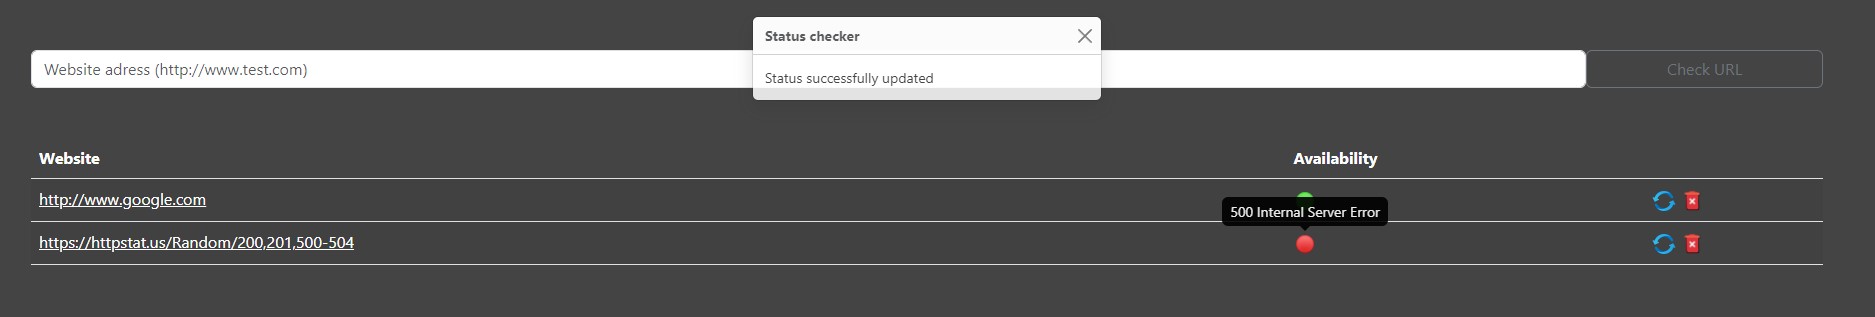 Status checker
Website adress (http://www.test.com)
Status successfully updated
Check URL
Website Availability
http://www.google.com
500 Internal Server Error
https://httpstat.us/Random/200,201,500-504